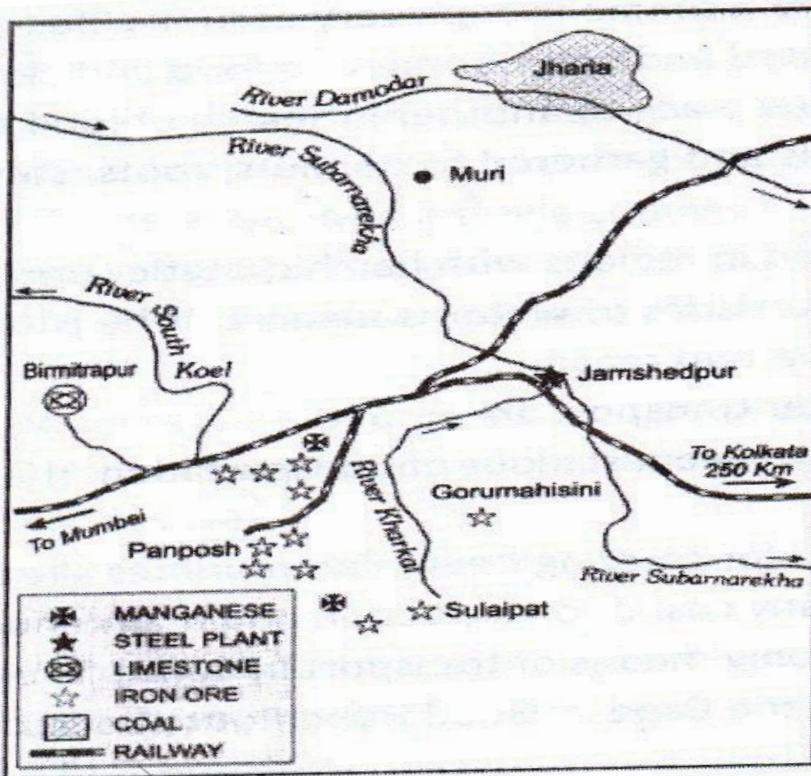 Jharia
River Damodar
River Subarnarekha
Muri
River South
Koel
Birmitrapur
Jamshedpur
To Kolkata
250 Km
River Kharkai
Gorumahisini
To Mumbai
Panposh
River Subarnarekha
Sulaipat
MANGANESE
STEEL PLANT
LIMESTONE
IRON ORE
COAL
RAILWAY